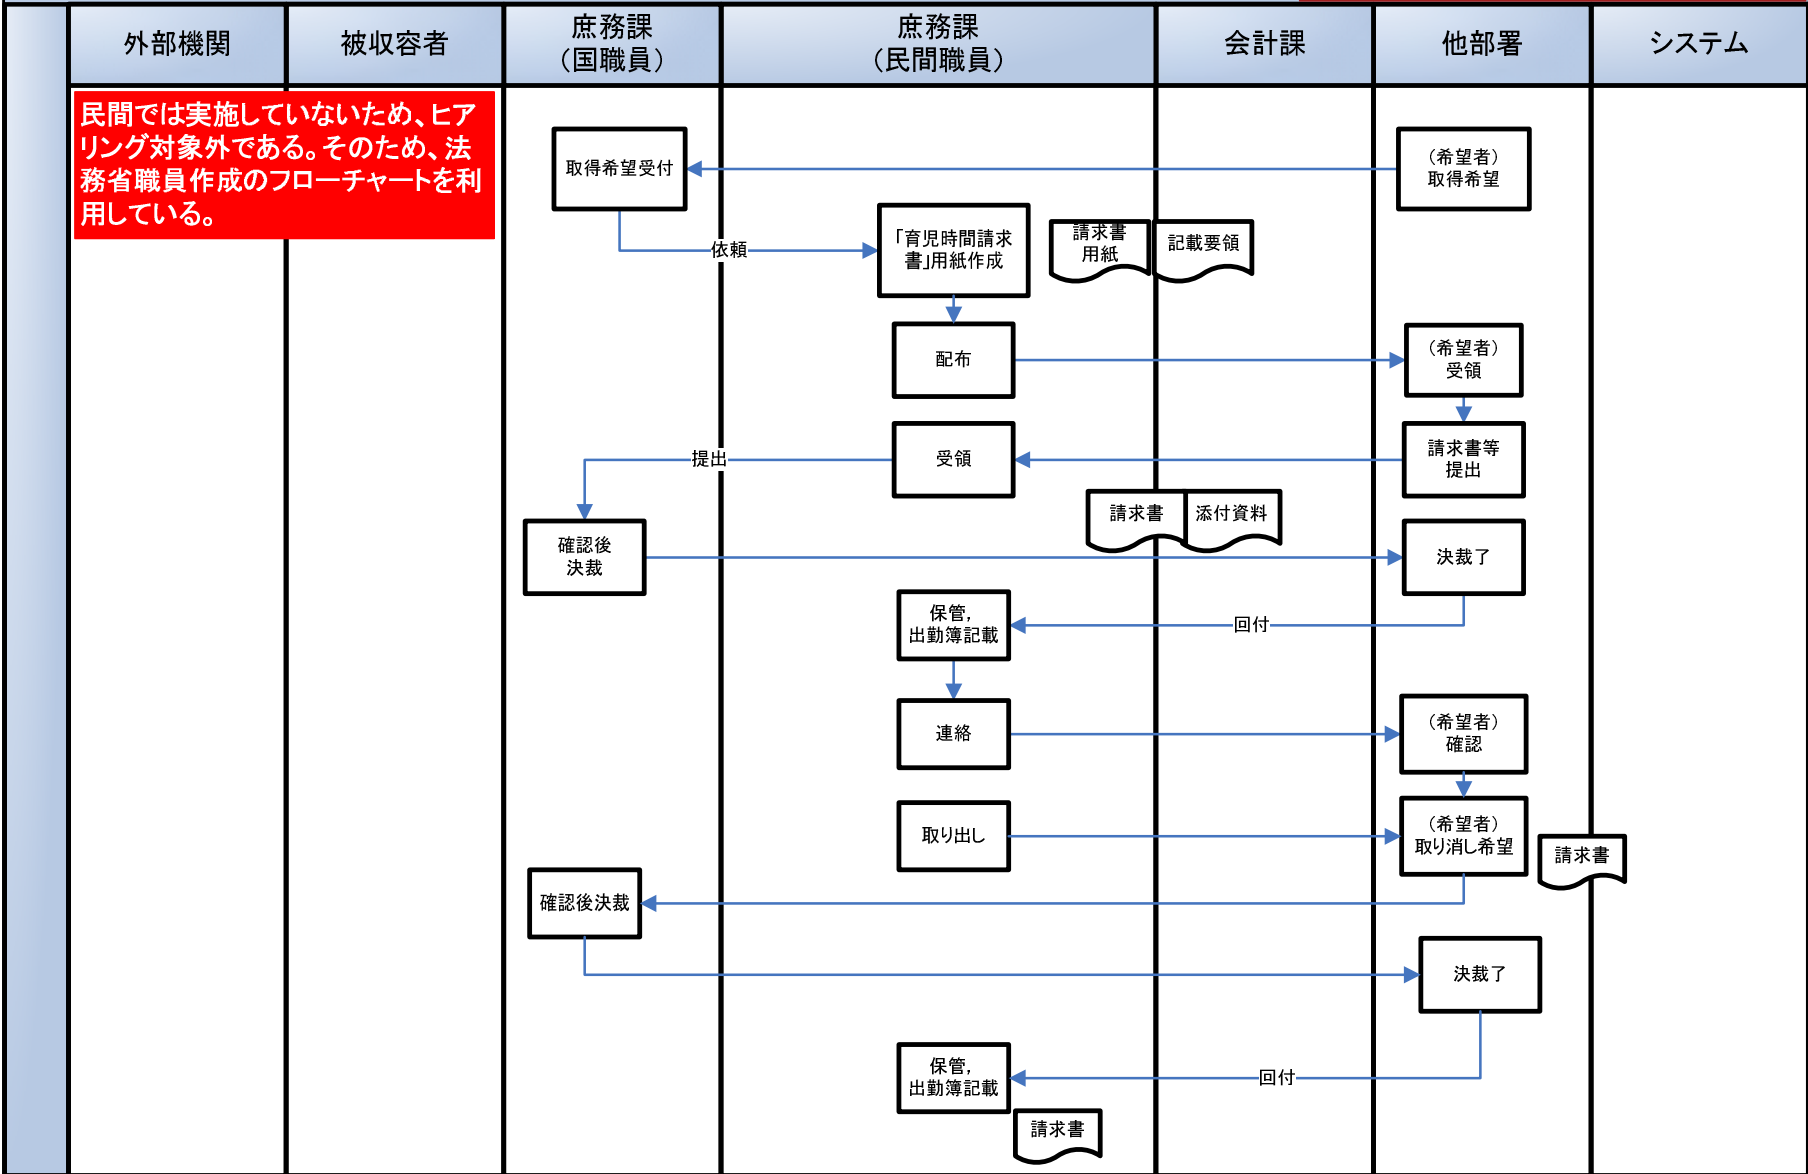 外部機関
被収容者
庶務課
（国職員）
庶務課
（民間職員）
会計課
他部署
システム
民間では実施していないため、ヒア
リング対象外である。そのため、法
務省職員作成のフローチャートを利
用している。
取得希望受付
（希望者）
取得希望
依頼
「育児時間請求
書」用紙作成
請求書
用紙
記載要領
配布
（希望者）
受領
提出
受領
請求書等
提出
請求書
添付資料
確認後
決裁
決裁了
保管，
出勤簿記載
回付
連絡
（希望者）
確認
取り出し
（希望者）
取り消し希望
請求書
確認後決裁
決裁了
保管，
出勤簿記載
回付
請求書